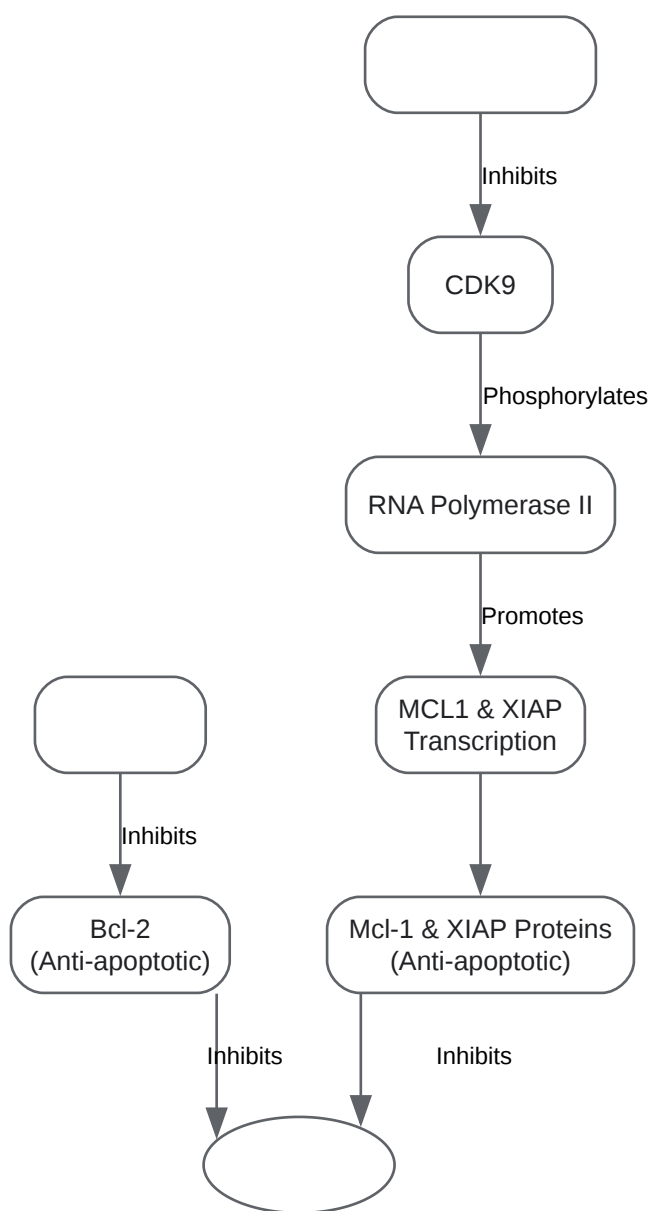 Inhibits
CDK9
Phosphorylates
RNA Polymerase II
Promotes
MCL1 & XIAP
Transcription
Inhibits
Bcl-2
(Anti-apoptotic)
Mcl-1 & XIAP Proteins
(Anti-apoptotic)
Inhibits
Inhibits